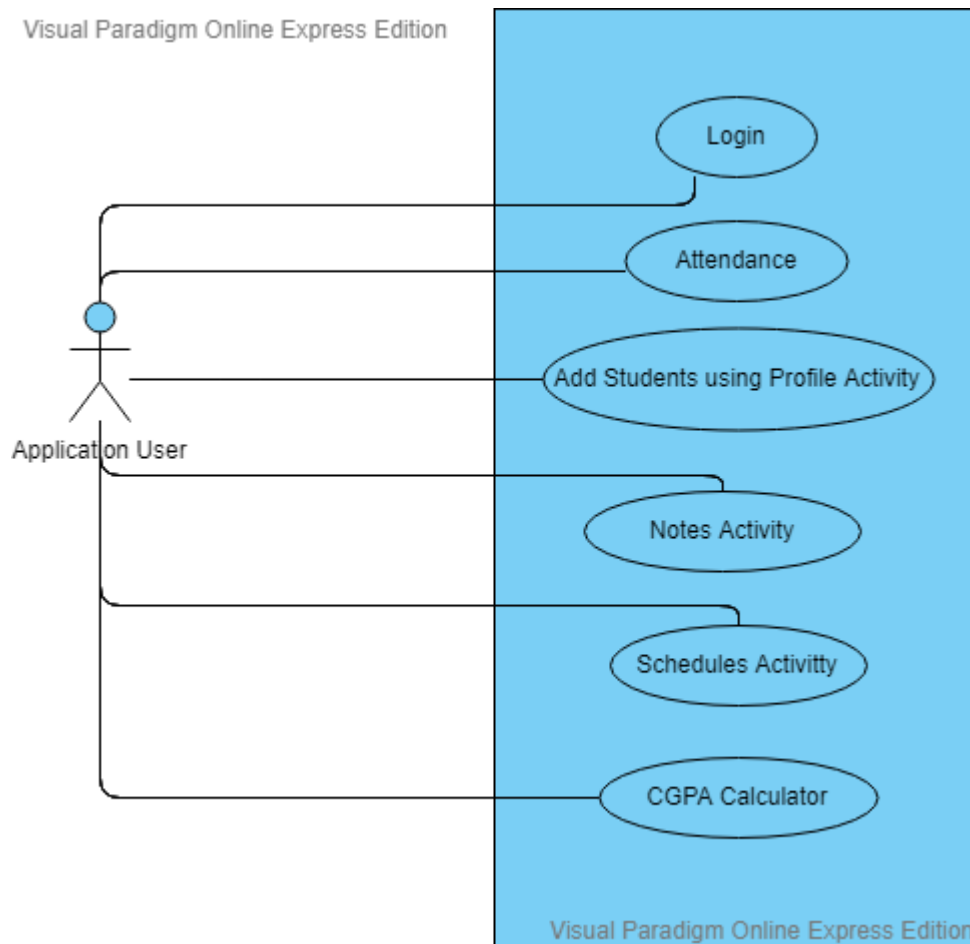 Visual Paradigm Online Express Edition
Login
Attendance
Add Students using Profile Activity
Application User
Notes Activity
Schedules Activitty
CGPA Calculator
Visual Paradigm Online Express Edition